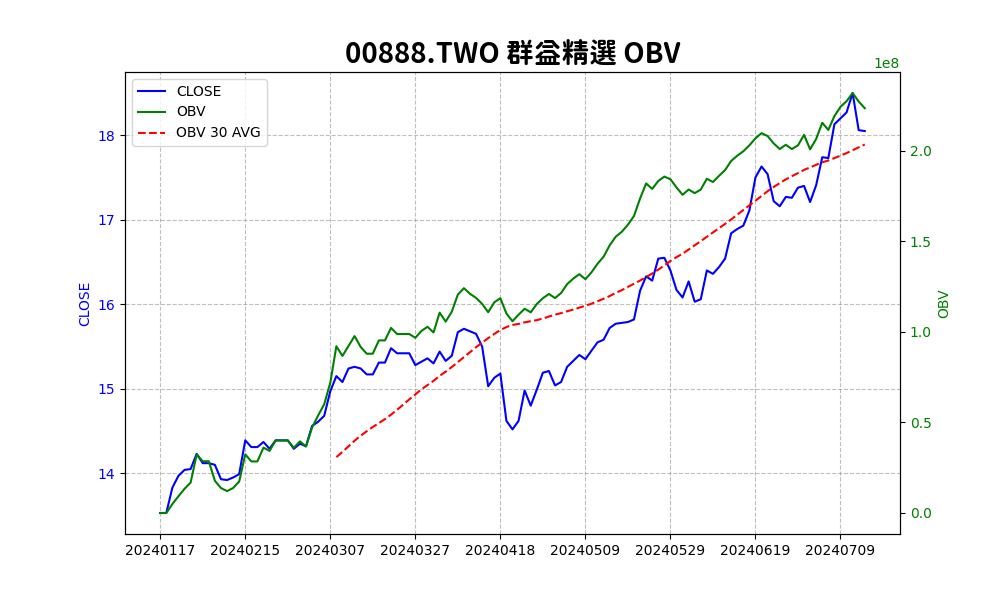 00888.TWO 群益精選 OBV
1e8
CLOSE
OBV
OBV 30 AVG
18
17
16
15
14
CLOSE
2.0
1.5
1.0
0.5
0.0
OBV
20240117 20240215 20240307 20240327 20240418 20240509 20240529 20240619 20240709